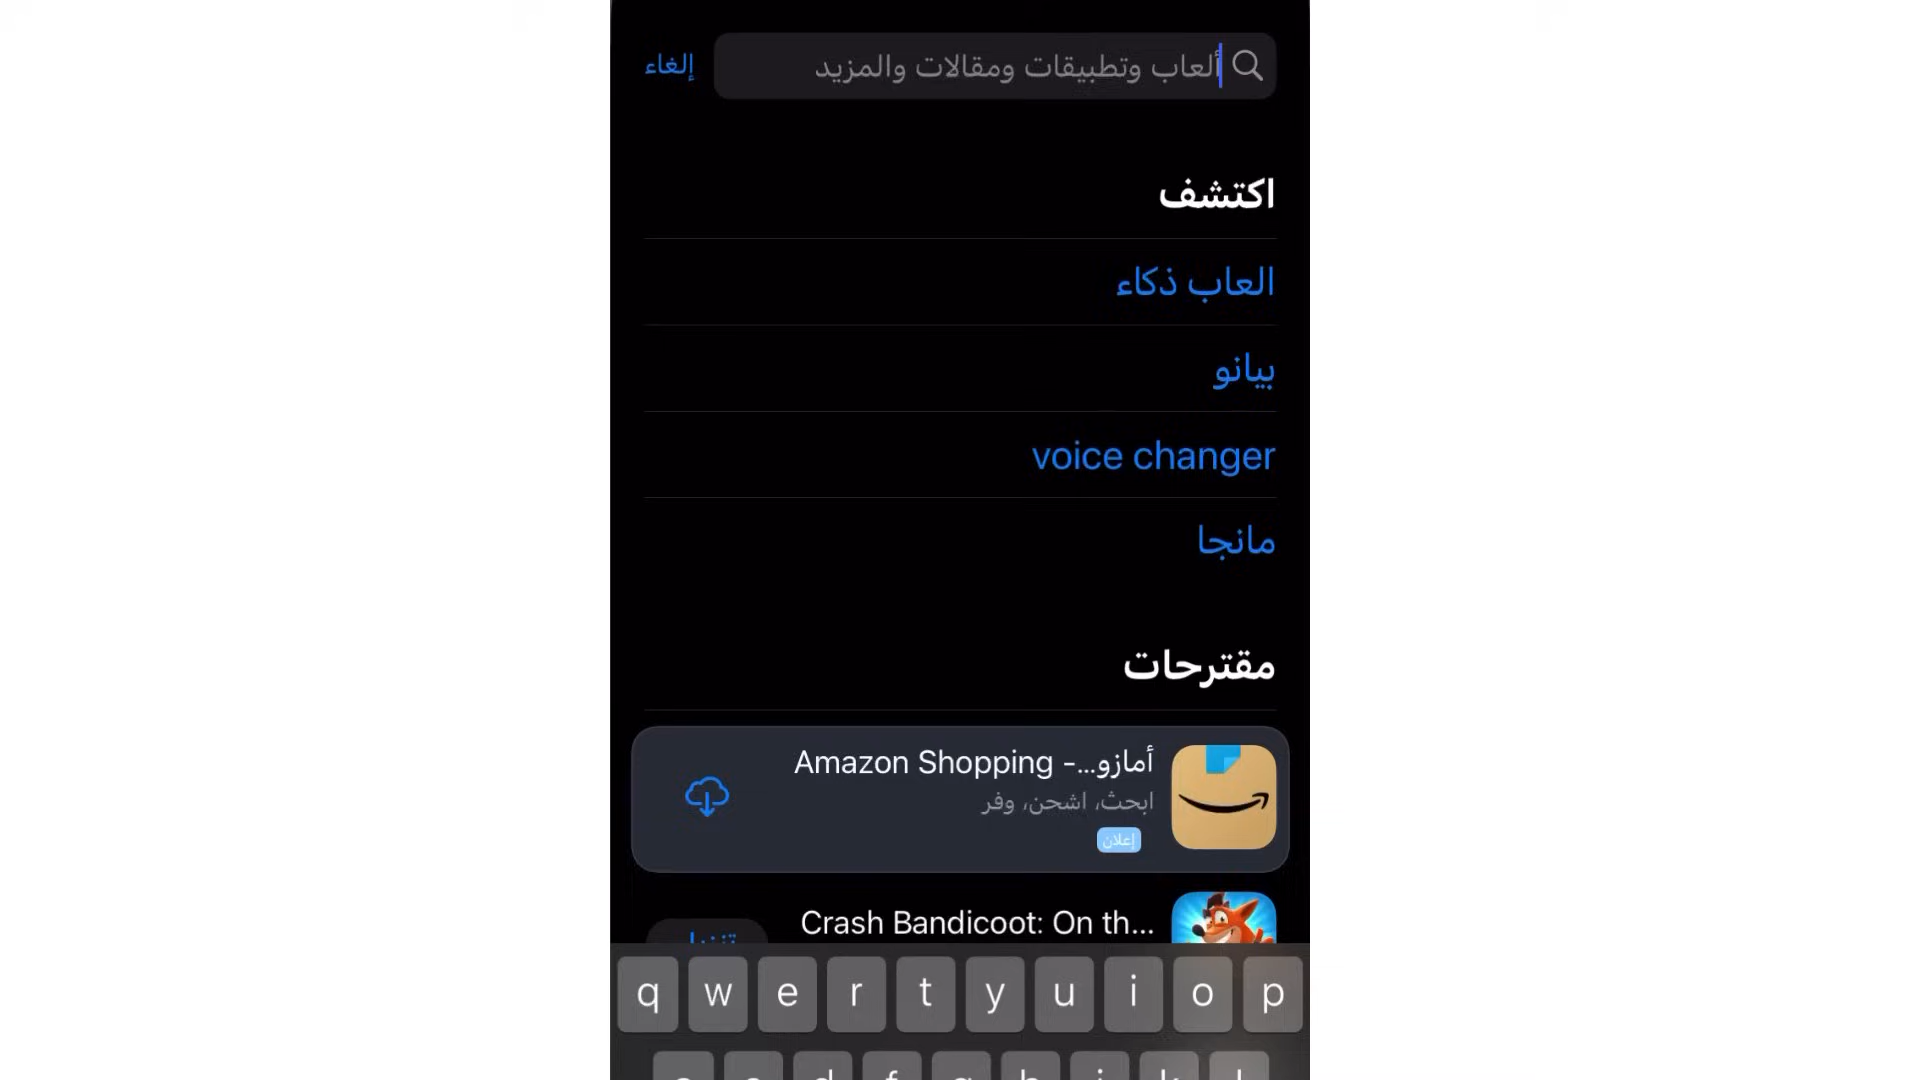 ألعاب وتطبيقات ومقالات والمزيد
إلغاء
اكتشف
العاب ذكاء
بيانو
voice changer
مانجا
مقترحات
أمازو...- Amazon Shopping
ابحث، اشحن، وفر
إعلان
Crash Bandicoot: On th...
q w e r t y u i o p